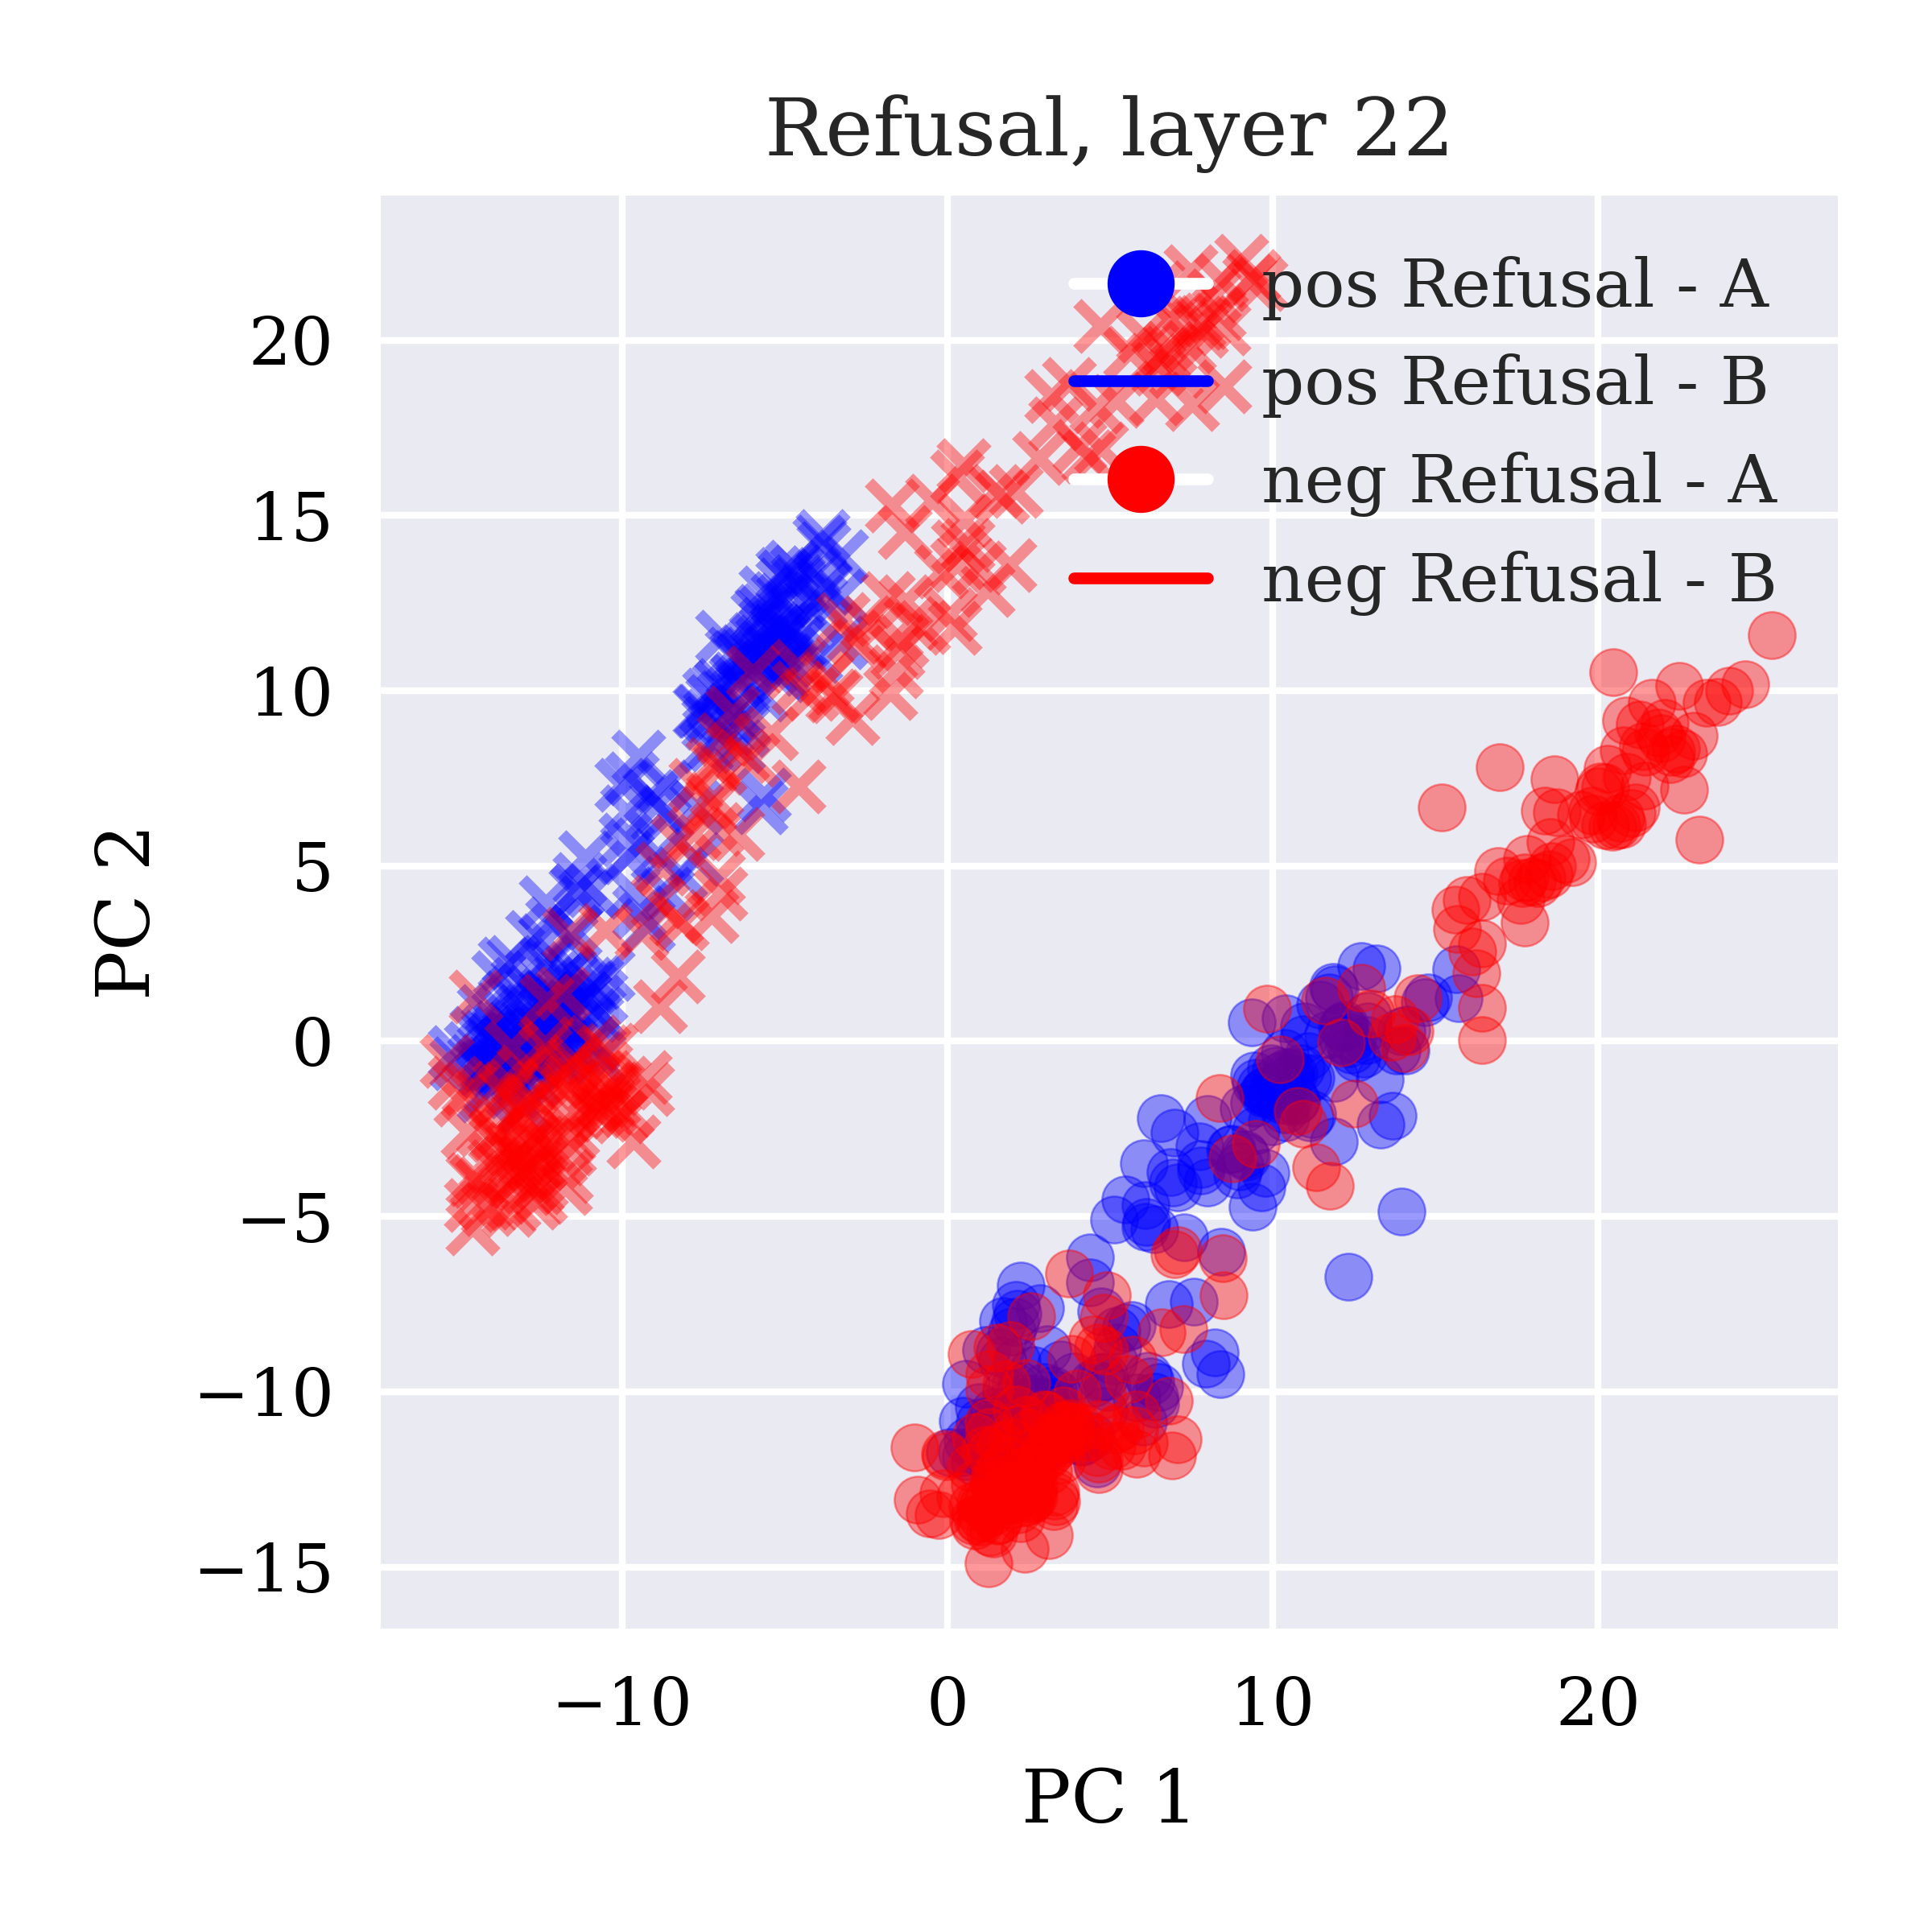 Refusal, layer 22
pos Refusal - A
pos Refusal - B
neg Refusal - A
neg Refusal - B
20
15
10
5
0
−5
−10
−15
PC 2
−10 0 10 20
PC 1